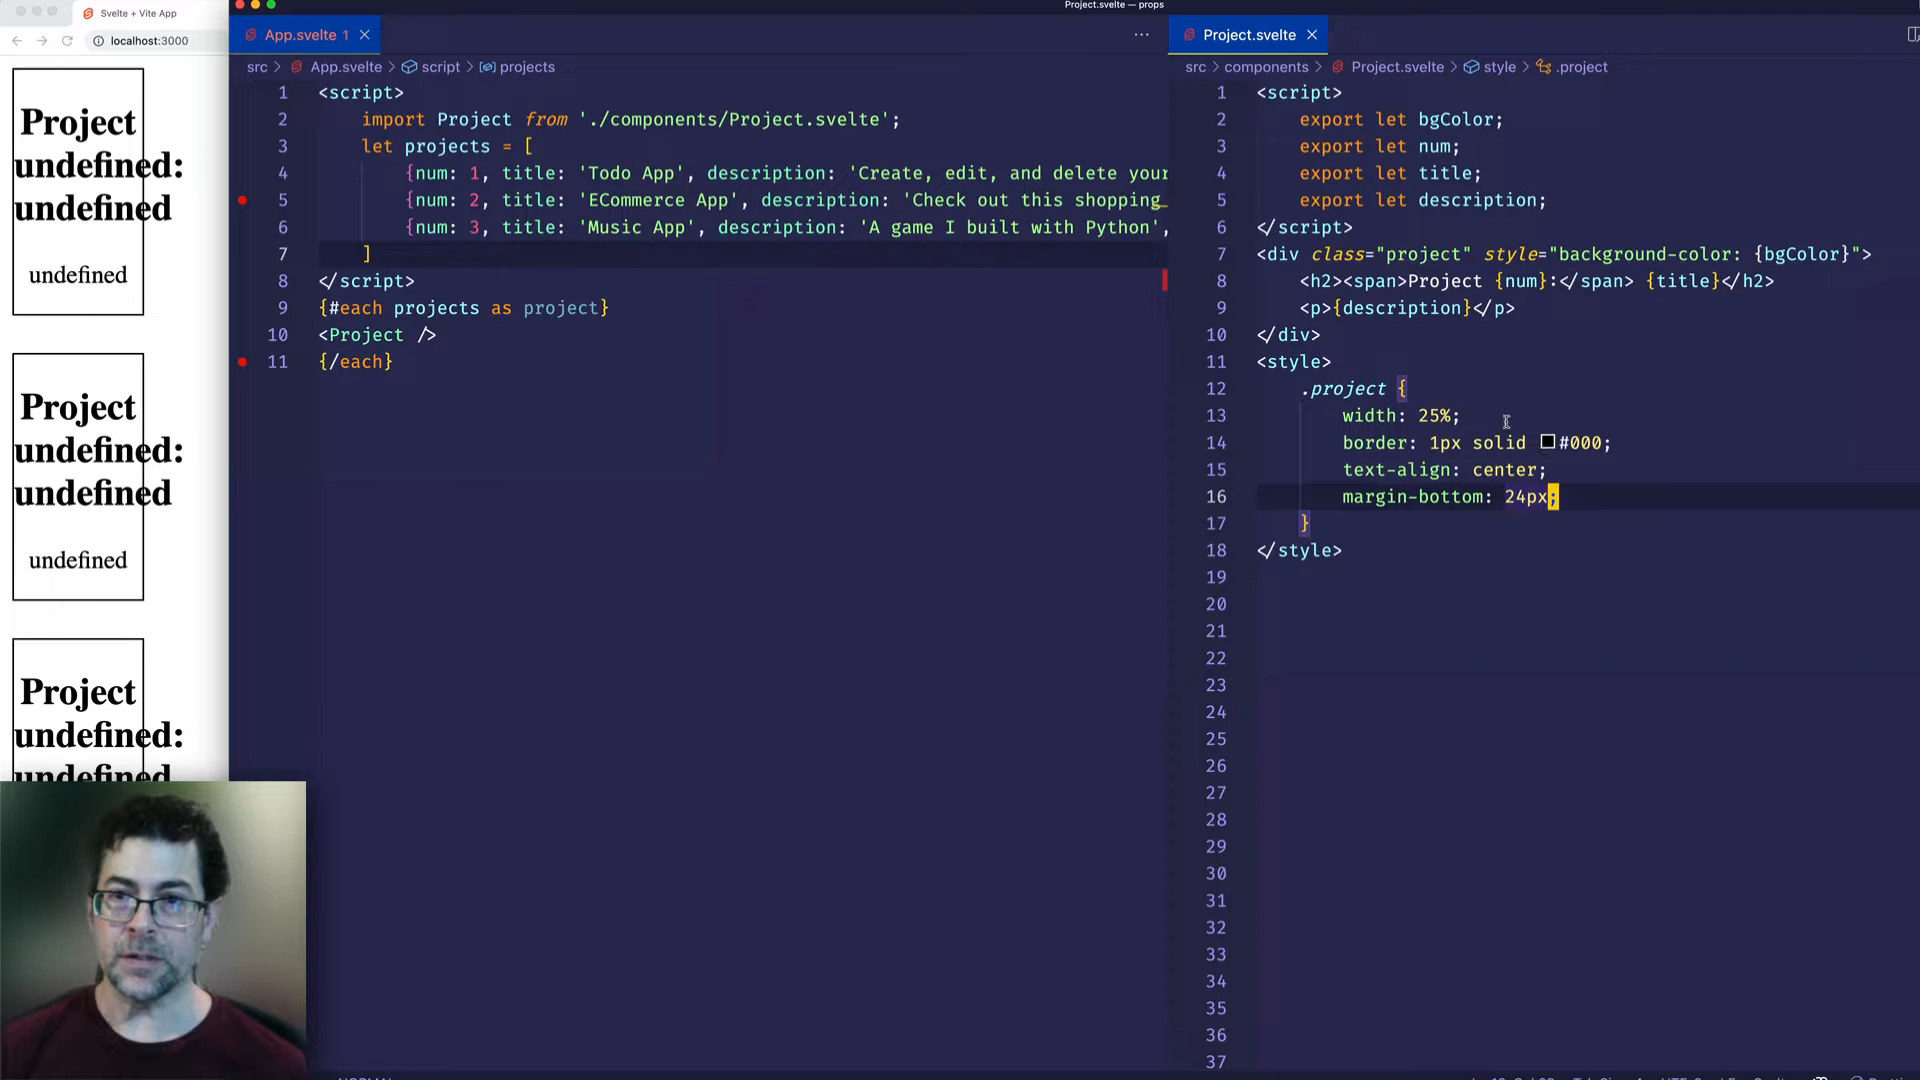 Svelte + Vite App
localhost:3000
Project
undefined:
undefined
undefined
Project
undefined:
undefined
undefined
Project
undefined:
undefined
Project.svelte — props
App.svelte 1
src > App.svelte > script > projects
1 <script>
2 import Project from './components/Project.svelte';
3 let projects = [
4 {num: 1, title: 'Todo App', description: 'Create, edit, and delete your
5 {num: 2, title: 'ECommerce App', description: 'Check out this shopping
6 {num: 3, title: 'Music App', description: 'A game I built with Python',
7 ]
8 </script>
9 {#each projects as project}
10 <Project />
11 {/each}
Project.svelte
src > components > Project.svelte > style > .project
1 <script>
2 export let bgColor;
3 export let num;
4 export let title;
5 export let description;
6 </script>
7 <div class="project" style="background-color: {bgColor}">
8 <h2><span>Project {num}:</span> {title}</h2>
9 <p>{description}</p>
10 </div>
11 <style>
12 .project {
13 width: 25%;
14 border: 1px solid #000;
15 text-align: center;
16 margin-bottom: 24px;
17 }
18 </style>
19
20
21
22
23
24
25
26
27
28
29
30
31
32
33
34
35
36
37